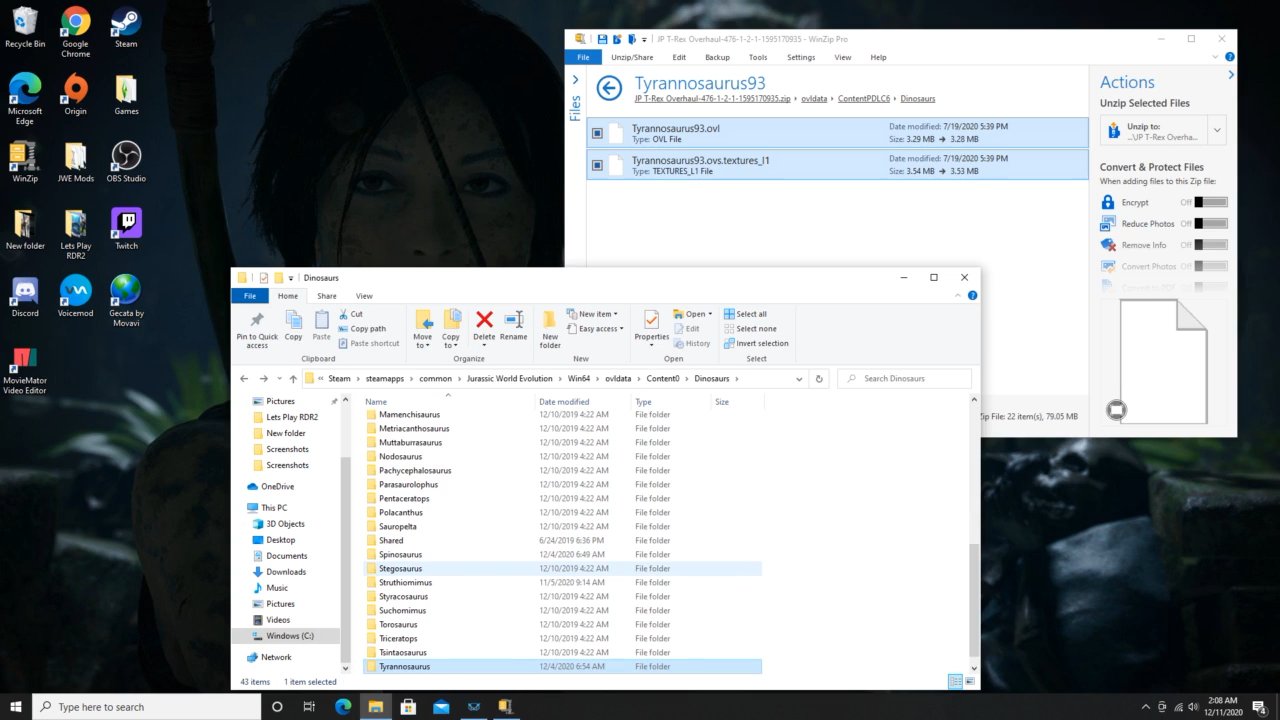 Recycle Bin
Google Chrome
Steam
Microsoft Edge
Origin
Games
WinZip
JWE Mods
OBS Studio
New folder
Lets Play RDR2
Twitch
Discord
Voicemod
Gecata by Movavi
MovieMator Video Editor
JP T-Rex Overhaul-476-1-2-1-1595170935 - WinZip Pro
File Unzip/Share Edit Backup Tools Settings View Help
Files
Tyrannosaurus93
JP T-Rex Overhaul-476-1-2-1-1595170935.zip ovldata ContentPDLC6 Dinosaurs
Tyrannosaurus93.ovl Date modified: 7/19/2020 5:39 PM
Type: OVL File Size: 3.29 MB → 3.28 MB
Tyrannosaurus93.ovs.textures_l1 Date modified: 7/19/2020 5:39 PM
Type: TEXTURES_L1 File Size: 3.54 MB → 3.53 MB
Actions
Unzip Selected Files
Unzip to:
...\JP T-Rex Overha...
Convert & Protect Files
When adding files to this Zip file:
Encrypt Off
Reduce Photos Off
Remove Info Off
Convert Photos Off
Zip File: 22 item(s), 79.05 MB
Dinosaurs
File Home Share View
Pin to Quick access
Copy
Paste
Cut
Copy path
Paste shortcut
Clipboard
Move to
Copy to
Delete
Rename
Organize
New folder
New item
Easy access
New
Properties
Open
Edit
History
Open
Select all
Select none
Invert selection
Select
Steam steamapps common Jurassic World Evolution Win64 ovldata Content0 Dinosaurs
Search Dinosaurs
Pictures
Lets Play RDR2
New folder
Screenshots
Screenshots
OneDrive
This PC
3D Objects
Desktop
Documents
Downloads
Music
Pictures
Videos
Windows (C:)
Network
Name Date modified Type Size
Mamenchisaurus 12/10/2019 4:22 AM File folder
Metriacanthosaurus 12/10/2019 4:22 AM File folder
Muttaburrasaurus 12/10/2019 4:22 AM File folder
Nodosaurus 12/10/2019 4:22 AM File folder
Pachycephalosaurus 12/10/2019 4:22 AM File folder
Parasaurolophus 12/10/2019 4:22 AM File folder
Pentaceratops 12/10/2019 4:22 AM File folder
Polacanthus 12/10/2019 4:22 AM File folder
Sauropelta 12/10/2019 4:22 AM File folder
Shared 6/24/2019 6:36 PM File folder
Spinosaurus 12/4/2020 6:49 AM File folder
Stegosaurus 12/10/2019 4:22 AM File folder
Struthiomimus 11/5/2020 9:14 AM File folder
Styracosaurus 12/10/2019 4:22 AM File folder
Suchomimus 12/10/2019 4:22 AM File folder
Torosaurus 12/10/2019 4:22 AM File folder
Triceratops 12/10/2019 4:22 AM File folder
Tsintaosaurus 12/10/2019 4:22 AM File folder
Tyrannosaurus 12/4/2020 6:54 AM File folder
43 items 1 item selected
Type here to search
2:08 AM
12/11/2020
4